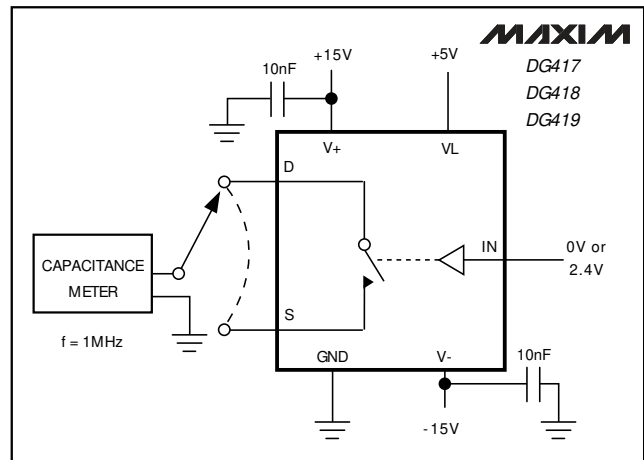 MAXIM
DG417
DG418
DG419
+15V
10nF
+5V
V+
VL
D
IN
0V or
2.4V
CAPACITANCE
METER
f = 1MHz
S
GND
V-
10nF
-15V